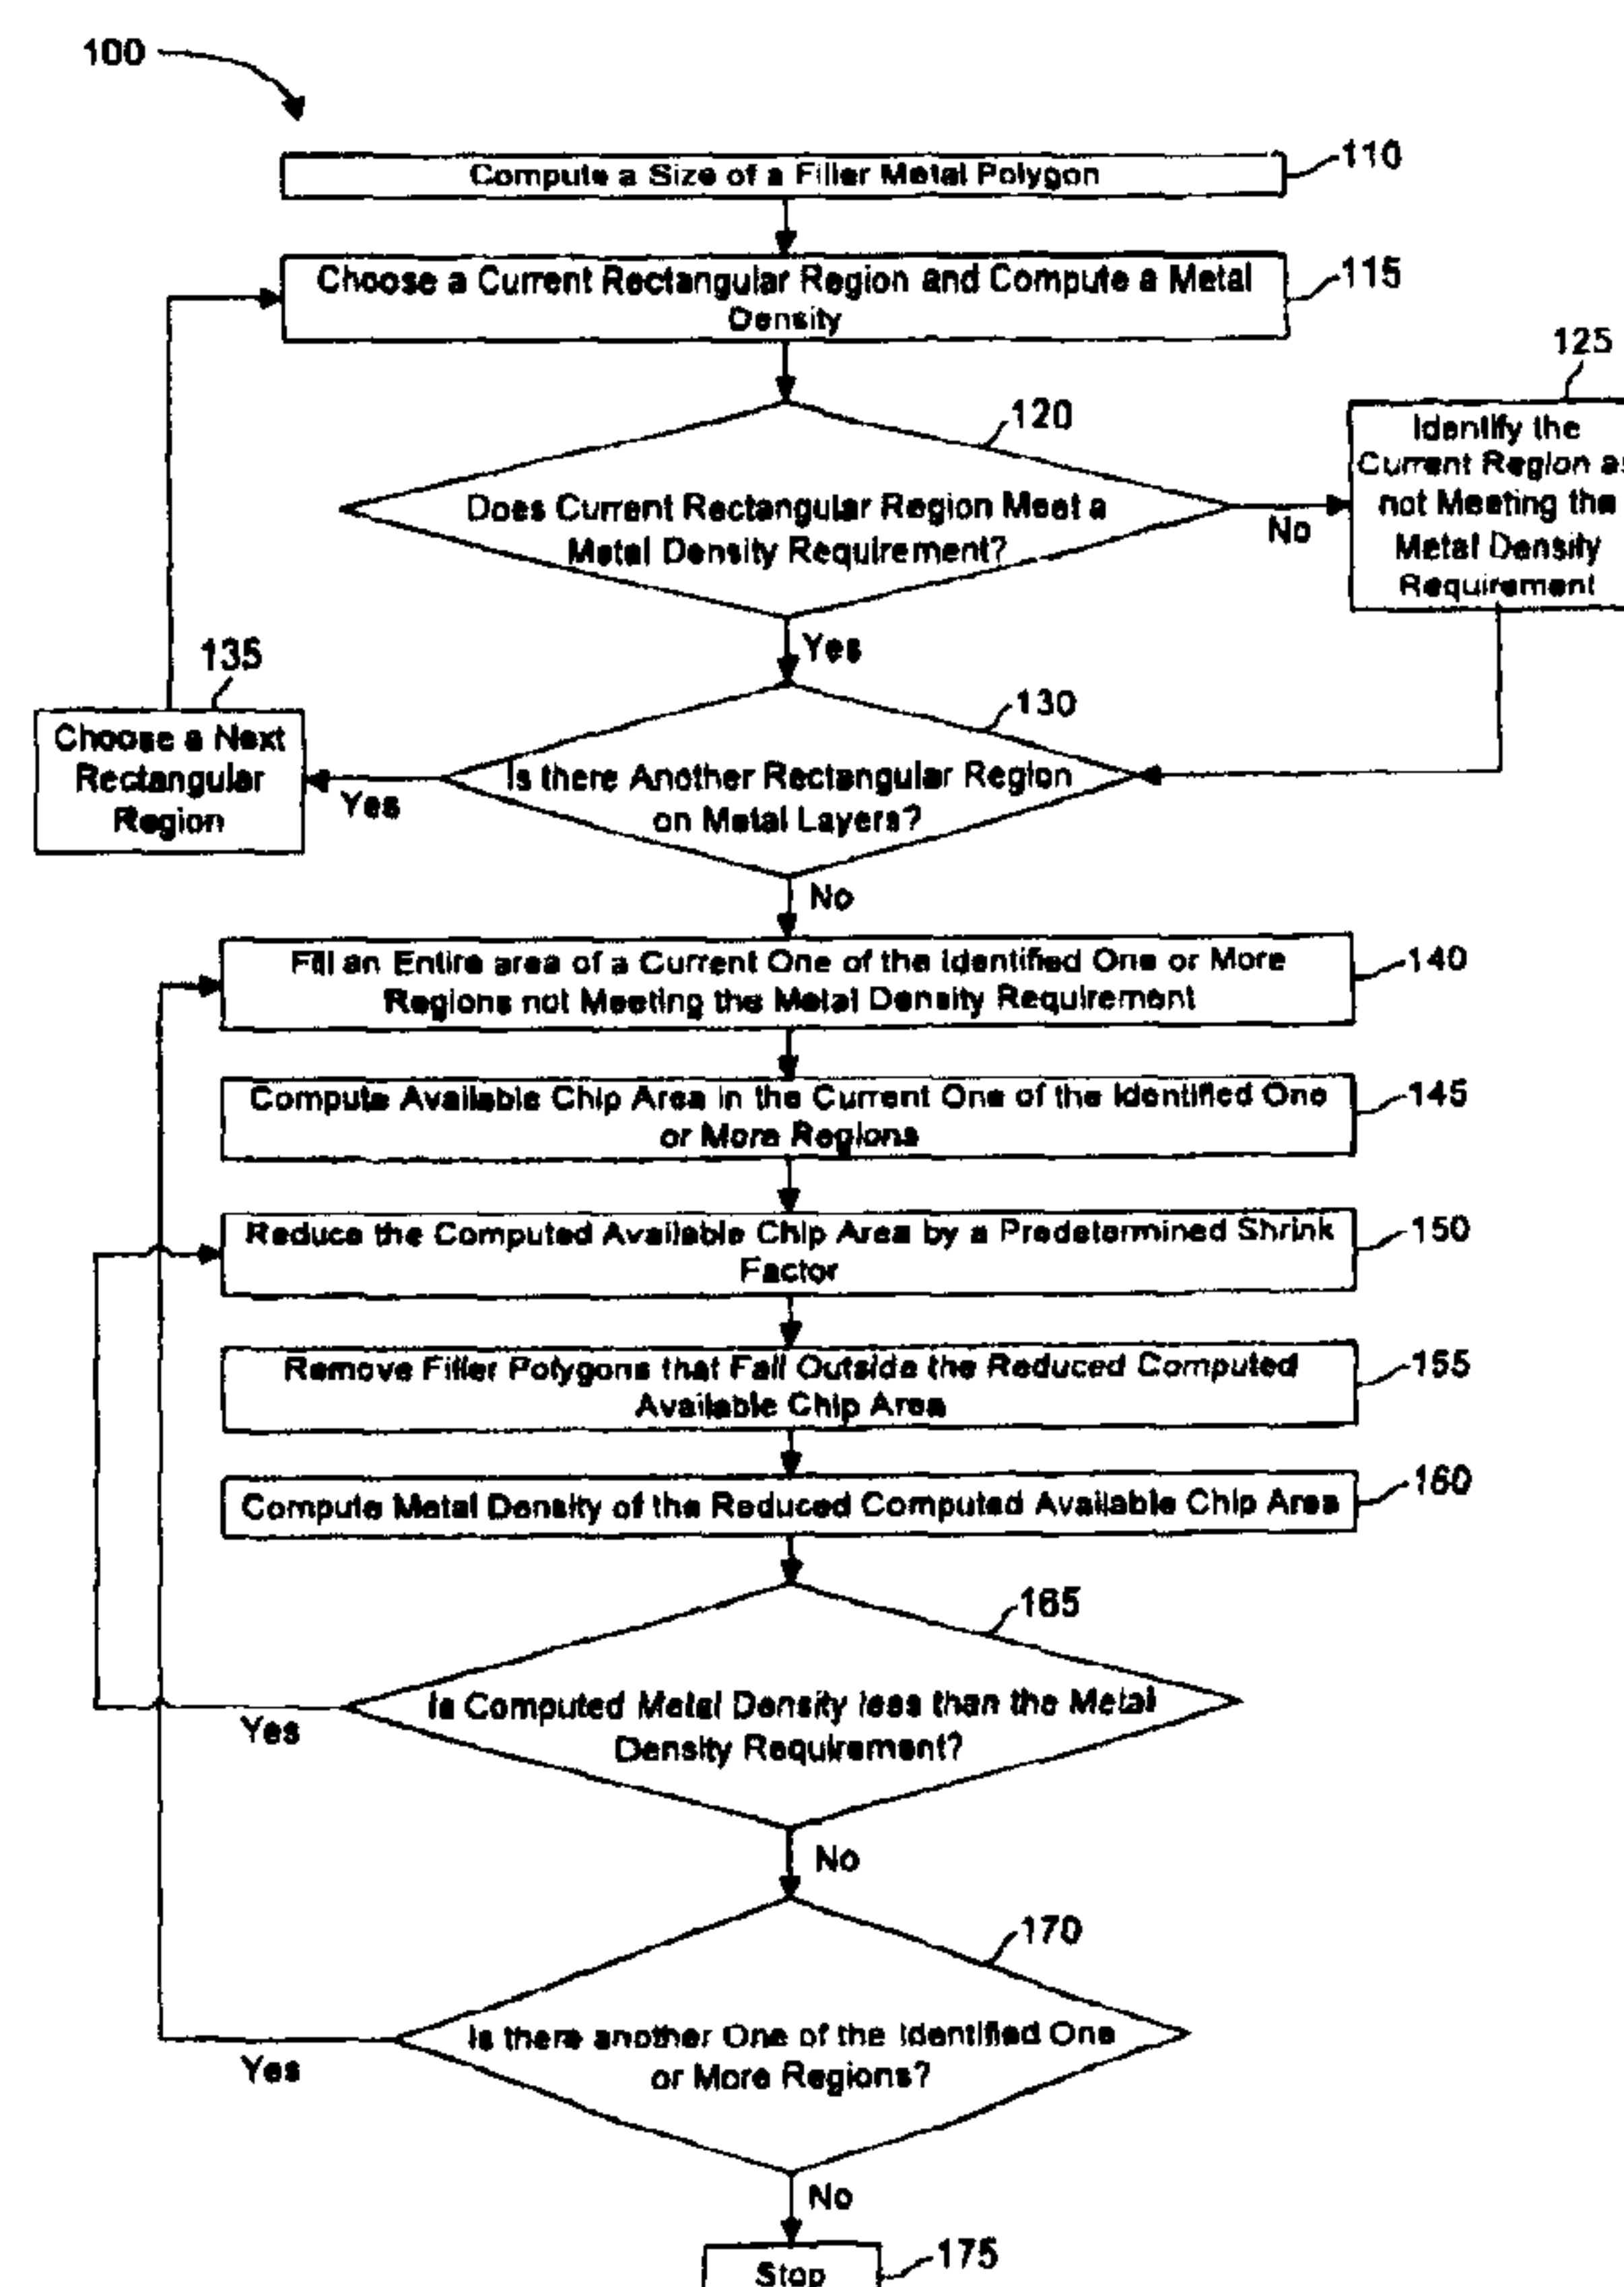 100
Compute a Size of a Filler Metal Polygon
110
Choose a Current Rectangular Region and Compute a Metal
Density
115
120
Does Current Rectangular Region Meet a
Metal Density Requirement?
No
Yes
125
Identify the
Current Region as
not Meeting the
Metal Density
Requirement
130
Is there Another Rectangular Region
on Metal Layers?
Yes
No
135
Choose a Next
Rectangular
Region
Fill an Entire area of a Current One of the Identified One or More
Regions not Meeting the Metal Density Requirement
140
Compute Available Chip Area in the Current One of the Identified One
or More Regions
145
Reduce the Computed Available Chip Area by a Predetermined Shrink
Factor
150
Remove Filler Polygons that Fall Outside the Reduced Computed
Available Chip Area
155
Compute Metal Density of the Reduced Computed Available Chip Area
160
165
Is Computed Metal Density less than the Metal
Density Requirement?
Yes
No
170
Is there another One of the Identified One
or More Regions?
Yes
No
Stop
175